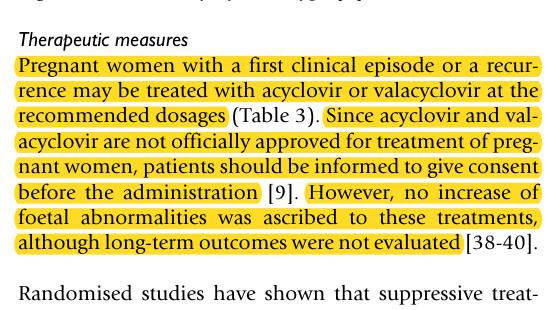 Therapeutic measures
Pregnant women with a first clinical episode or a recur-
rence may be treated with acyclovir or valacyclovir at the
recommended dosages (Table 3). Since acyclovir and val-
acyclovir are not officially approved for treatment of preg-
nant women, patients should be informed to give consent
before the administration [9]. However, no increase of
foetal abnormalities was ascribed to these treatments,
although long-term outcomes were not evaluated [38-40].
Randomised studies have shown that suppressive treat-